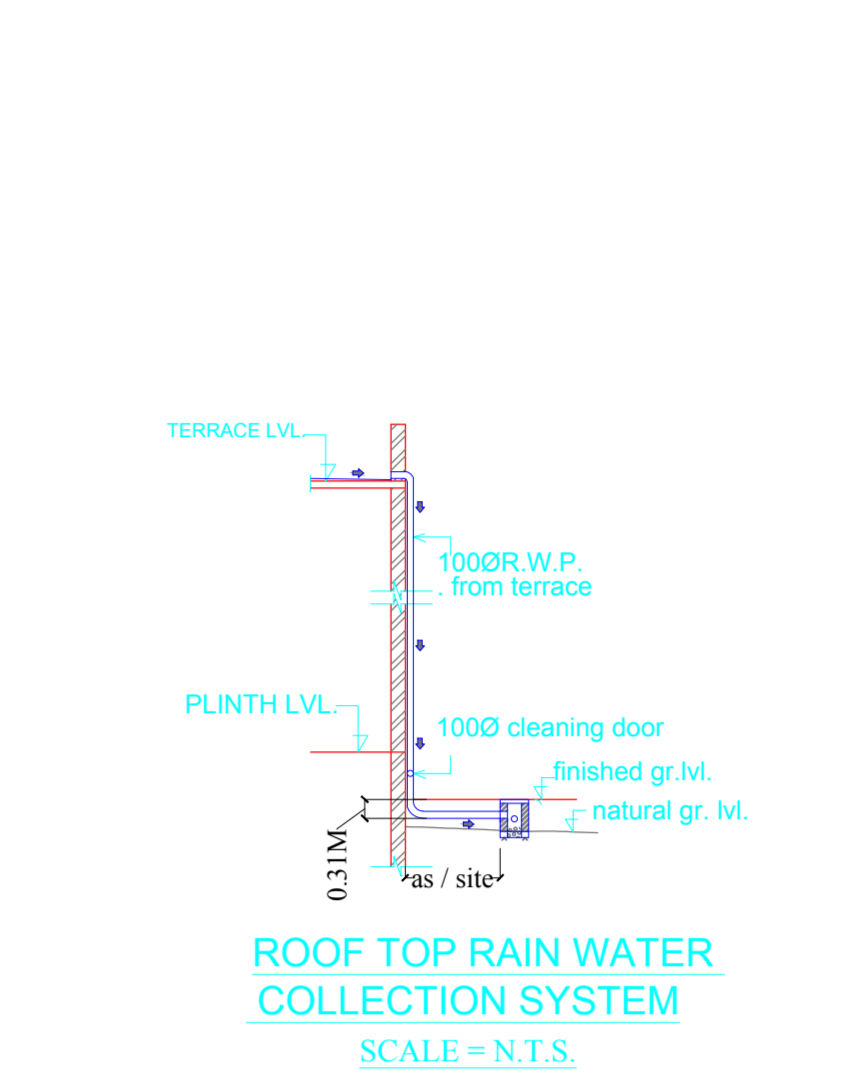 TERRACE LVL.
100ØR.W.P.
. from terrace
PLINTH LVL.
100Ø cleaning door
finished gr.lvl.
natural gr. lvl.
0.31M
as / site
ROOF TOP RAIN WATER
COLLECTION SYSTEM
SCALE = N.T.S.